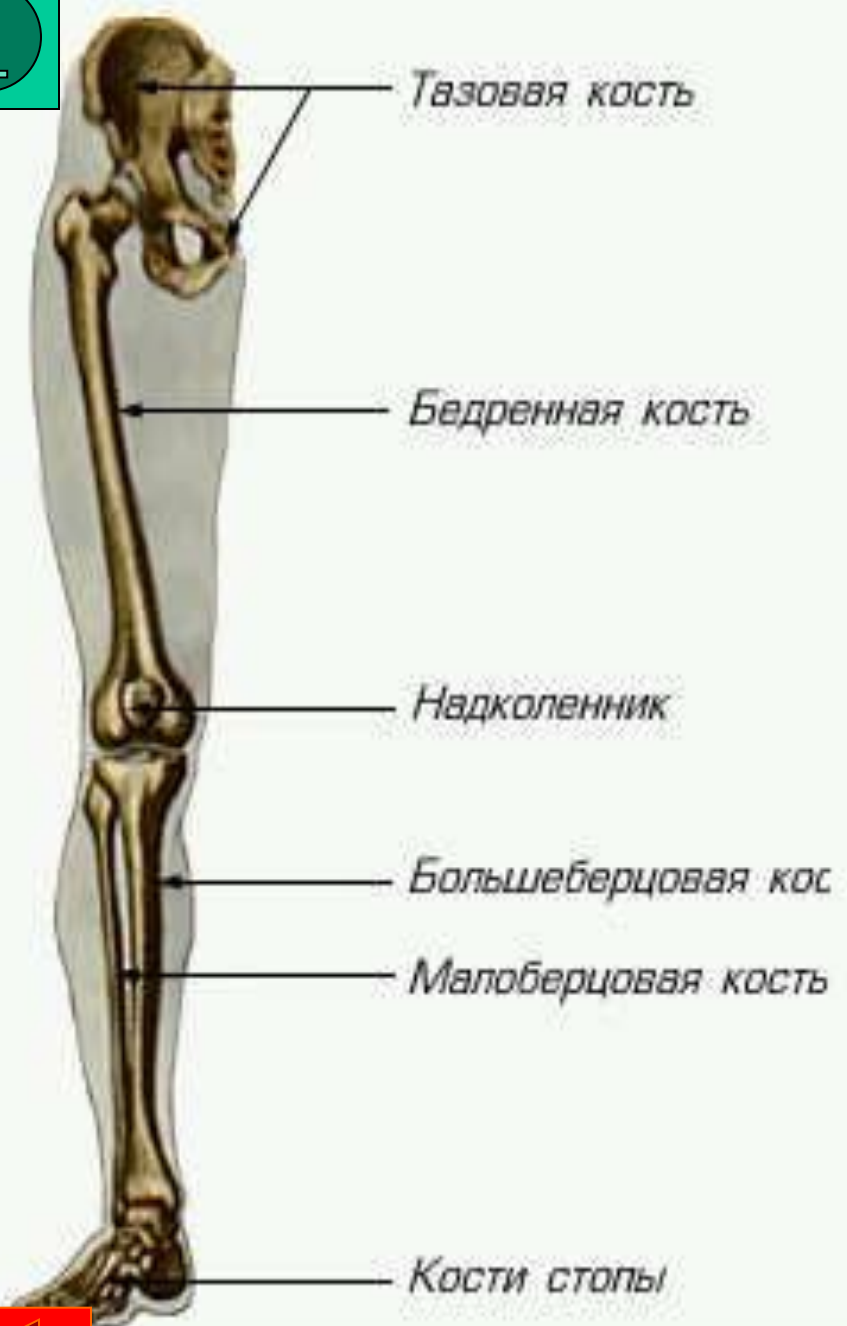 Тазовая кость
Бедренная кость
Надколенник
Большеберцовая кос
Малоберцовая кость
Кости стопы